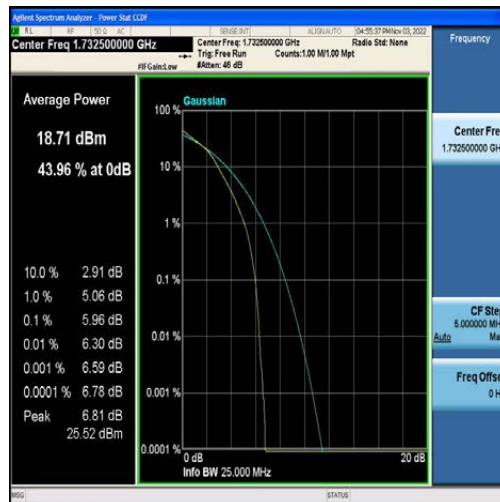 Agilent Spectrum Analyzer - Power Stat CCDF
RL RF 50 Ω AC SENSE:INT ALIGNAUTO 04:55:37 PM Nov 03, 2022
Center Freq 1.732500000 GHz
Center Freq: 1.732500000 GHz Radio Std: None
Trig: Free Run Counts:1.00 M/1.00 Mpt
#IFGain:Low #Atten: 46 dB
Frequency
Average Power
18.71 dBm
43.96 % at 0dB
10.0 % 2.91 dB
1.0 % 5.06 dB
0.1 % 5.96 dB
0.01 % 6.30 dB
0.001 % 6.59 dB
0.0001 % 6.78 dB
Peak 6.81 dB
25.52 dBm
Gaussian
100 %
10 %
1 %
0.1 %
0.01 %
0.001 %
0.0001 %
0 dB 20 dB
Info BW 25.000 MHz
Center Fre
1.732500000 GH
CF Ste
5.000000 MH
Auto Ma
Freq Offse
0 H
MSG STATUS